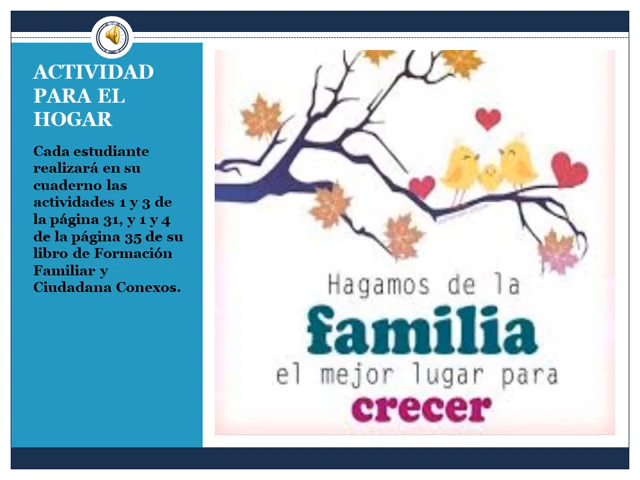 ACTIVIDAD
PARA EL
HOGAR
Cada estudiante
realizará en su
cuaderno las
actividades 1 y 3 de
la página 31, y 1 y 4
de la página 35 de su
libro de Formación
Familiar y
Ciudadana Conexos.
Hagamos de la
familia
el mejor lugar para
crecer